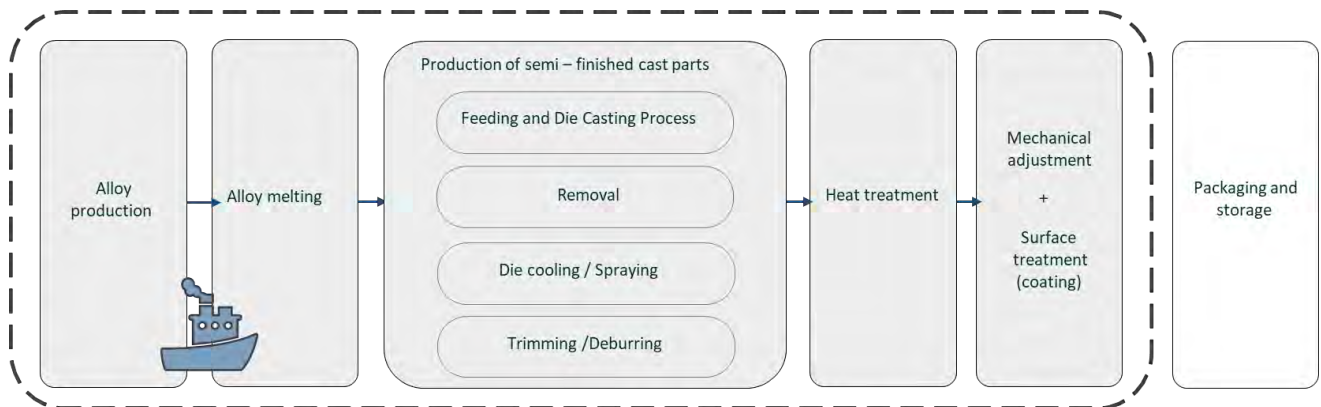 Alloy
production
Alloy melting
Production of semi – finished cast parts
Feeding and Die Casting Process
Removal
Die cooling / Spraying
Trimming /Deburring
Heat treatment
Mechanical
adjustment
+
Surface
treatment
(coating)
Packaging and
storage